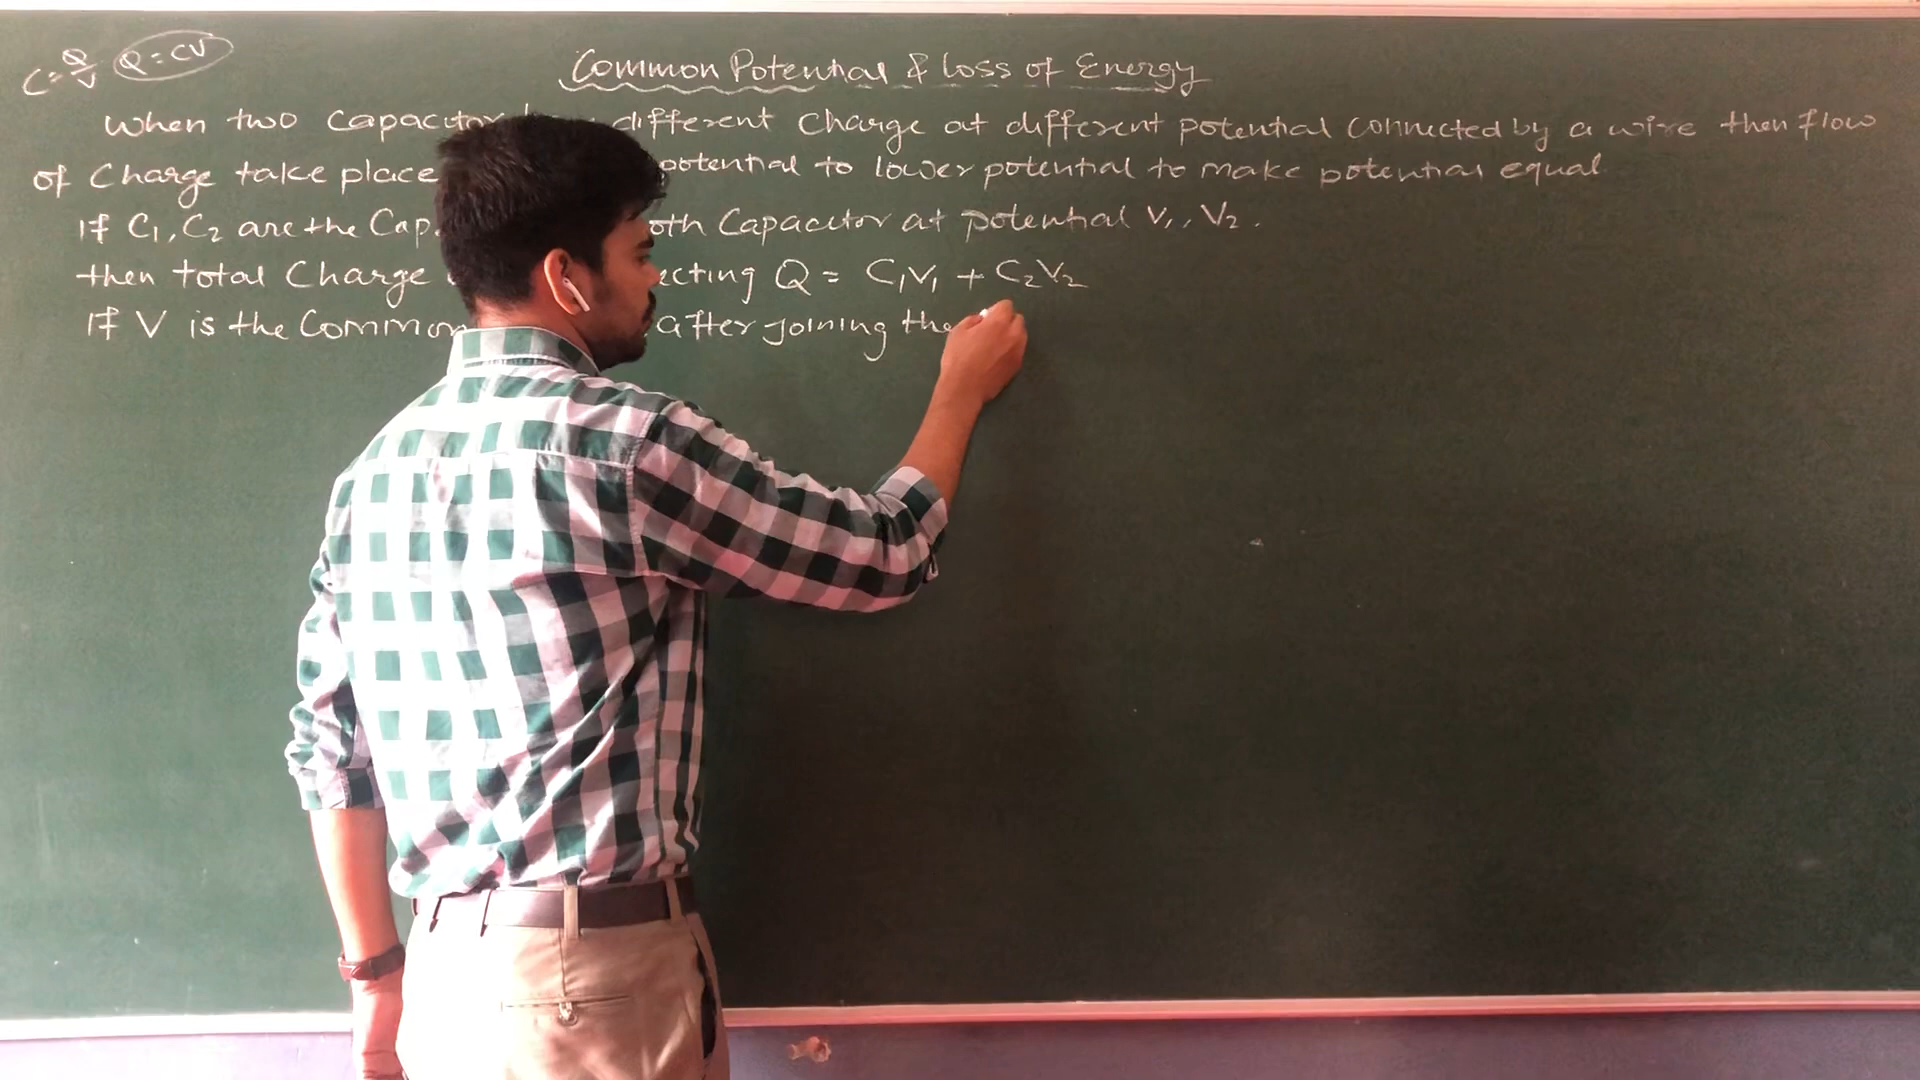 C = Q/V Q = CV
Common Potential & Loss of Energy
When two capacitor different Charge at different potential connected by a wire then flow
of Charge take place potential to lower potential to make potential equal
If C1, C2 are the Cap oth Capacitor at potential V1, V2.
then total Charge ecting Q = C1V1 + C2V2
If V is the Common after joining the